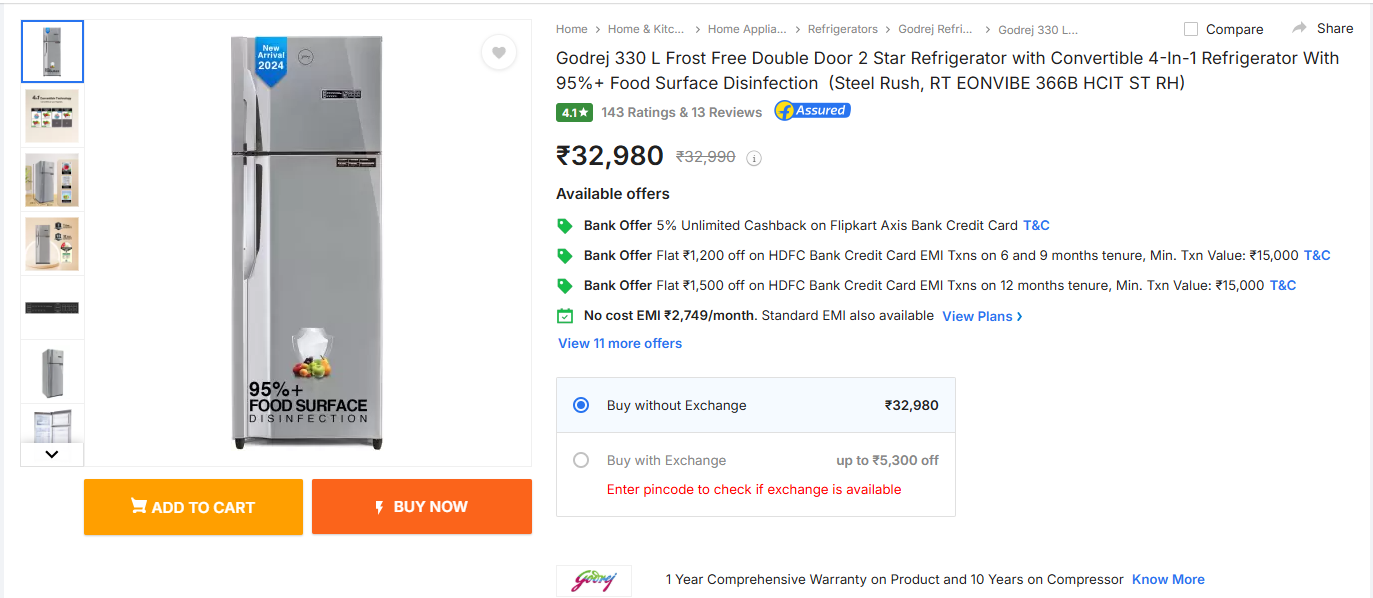 Home > Home & Kitc... > Home Applia... > Refrigerators > Godrej Refri... > Godrej 330 L...
Compare
Share
Godrej 330 L Frost Free Double Door 2 Star Refrigerator with Convertible 4-In-1 Refrigerator With
95%+ Food Surface Disinfection (Steel Rush, RT EONVIBE 366B HCIT ST RH)
4.1★ 143 Ratings & 13 Reviews
Assured
₹32,980 ₹32,990
Available offers
Bank Offer 5% Unlimited Cashback on Flipkart Axis Bank Credit Card T&C
Bank Offer Flat ₹1,200 off on HDFC Bank Credit Card EMI Txns on 6 and 9 months tenure, Min. Txn Value: ₹15,000 T&C
Bank Offer Flat ₹1,500 off on HDFC Bank Credit Card EMI Txns on 12 months tenure, Min. Txn Value: ₹15,000 T&C
No cost EMI ₹2,749/month. Standard EMI also available View Plans >
View 11 more offers
Buy without Exchange ₹32,980
Buy with Exchange up to ₹5,300 off
Enter pincode to check if exchange is available
Godrej
1 Year Comprehensive Warranty on Product and 10 Years on Compressor Know More
New
Arrival
2024
95%+
FOOD SURFACE
DISINFECTION
ADD TO CART
BUY NOW